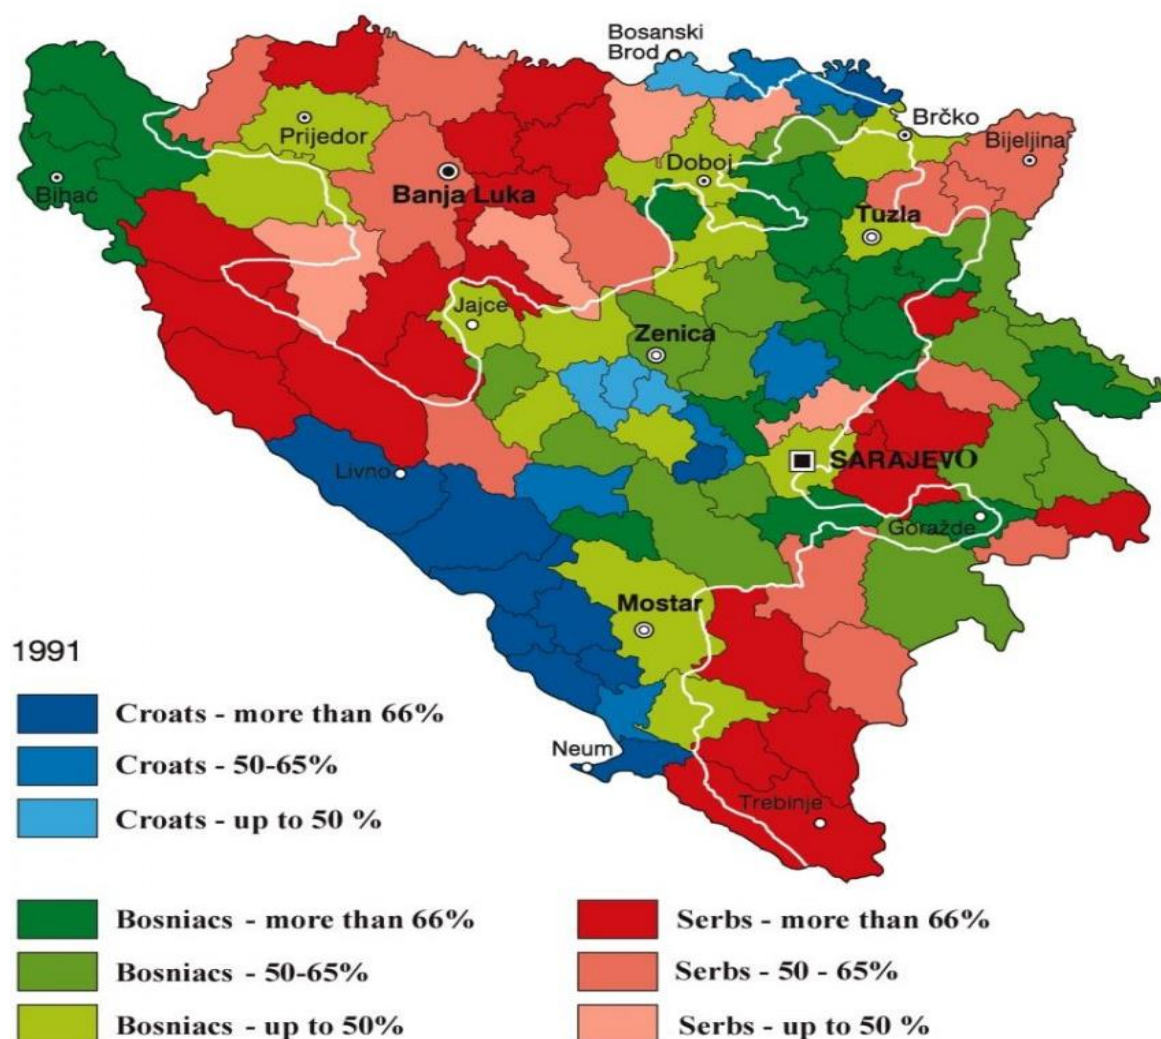 Bosanski
Brod
Brčko
Prijedor
Bijeljina
Doboj
Bihać
Banja Luka
Tuzla
Jajce
Zenica
SARAJEVO
Livno
Goražde
Mostar
1991
Croats - more than 66%
Croats - 50-65%
Croats - up to 50 %
Neum
Trebinje
Bosniacs - more than 66%
Bosniacs - 50-65%
Bosniacs - up to 50%
Serbs - more than 66%
Serbs - 50 - 65%
Serbs - up to 50 %